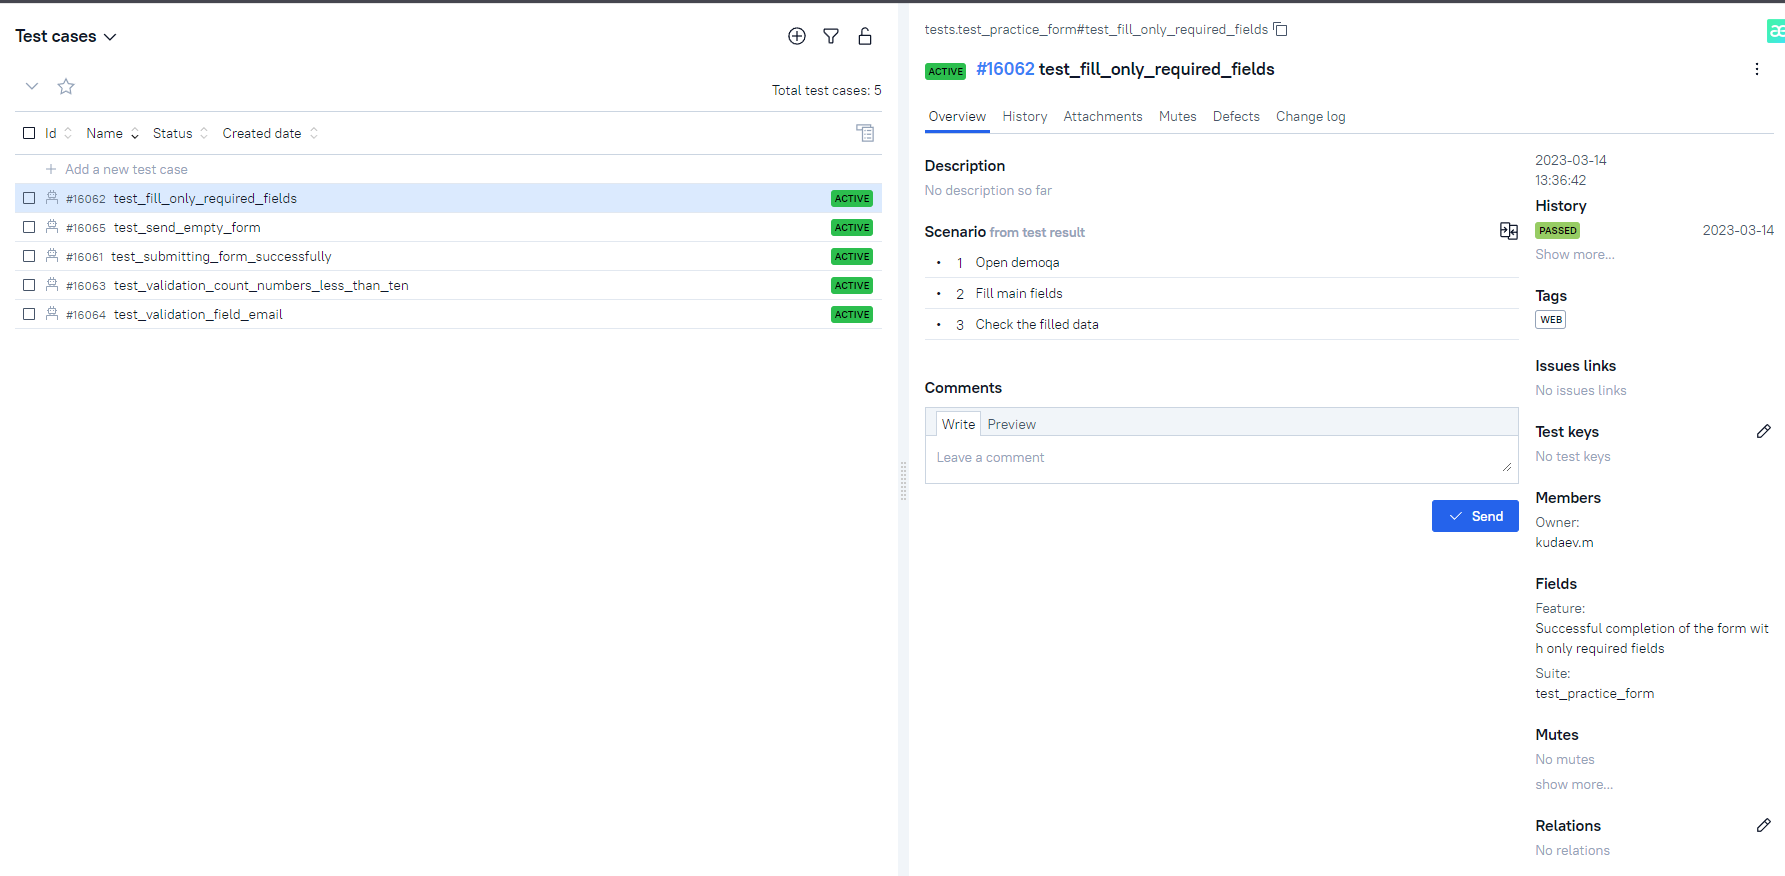 Test cases
Total test cases: 5
Id Name Status Created date
Add a new test case
#16062 test_fill_only_required_fields ACTIVE
#16065 test_send_empty_form ACTIVE
#16061 test_submitting_form_successfully ACTIVE
#16063 test_validation_count_numbers_less_than_ten ACTIVE
#16064 test_validation_field_email ACTIVE
tests.test_practice_form#test_fill_only_required_fields
æ
ACTIVE #16062 test_fill_only_required_fields
Overview History Attachments Mutes Defects Change log
Description
No description so far
Scenario from test result
• 1 Open demoqa
• 2 Fill main fields
• 3 Check the filled data
Comments
Write Preview
Leave a comment
Send
2023-03-14
13:36:42
History
PASSED 2023-03-14
Show more...
Tags
WEB
Issues links
No issues links
Test keys
No test keys
Members
Owner:
kudaev.m
Fields
Feature:
Successful completion of the form wit
h only required fields
Suite:
test_practice_form
Mutes
No mutes
show more...
Relations
No relations